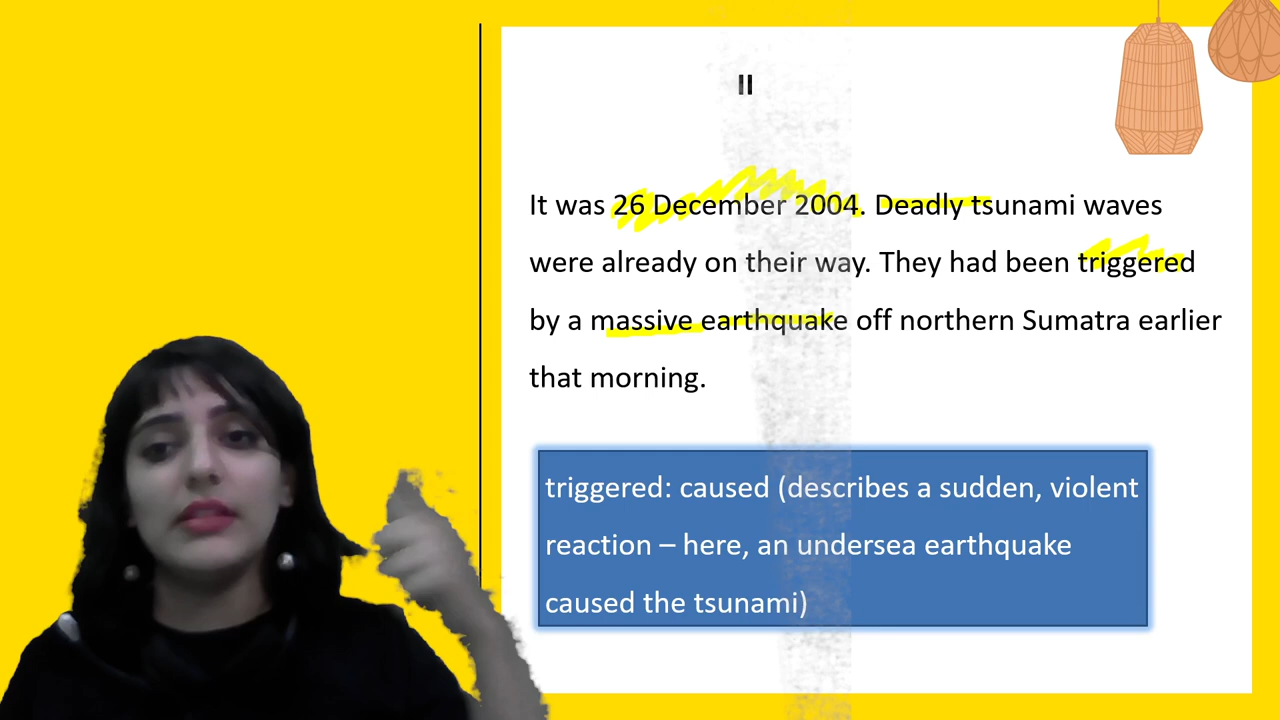 II
It was 26 December 2004. Deadly tsunami waves
were already on their way. They had been triggered
by a massive earthquake off northern Sumatra earlier
that morning.
triggered: caused (describes a sudden, violent
reaction – here, an undersea earthquake
caused the tsunami)